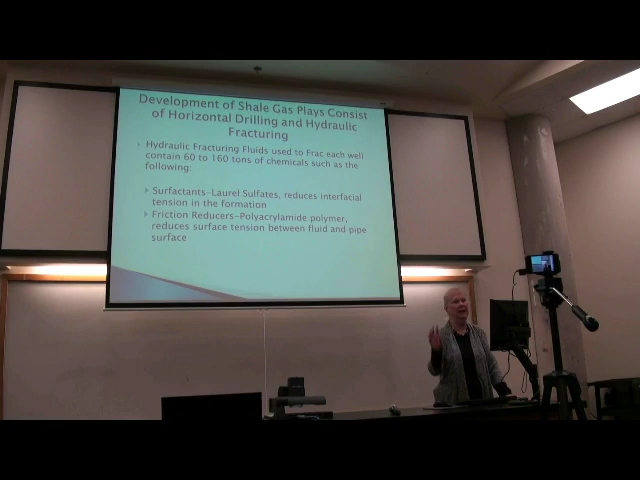 Development of Shale Gas Plays Consist
of Horizontal Drilling and Hydraulic
Fracturing
Hydraulic Fracturing Fluids used to Frac each well
contain 60 to 160 tons of chemicals such as the
following:
Surfactants-Laurel Sulfates, reduces interfacial
tension in the formation
Friction Reducers-Polyacrylamide polymer,
reduces surface tension between fluid and pipe
surface